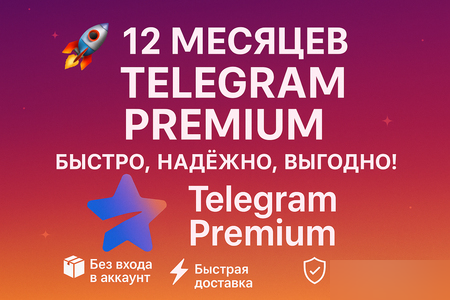 12 МЕСЯЦЕВ
TELEGRAM
PREMIUM
БЫСТРО, НАДЁЖНО, ВЫГОДНО!
Telegram
Premium
Без входа
в аккаунт
Быстрая
доставка